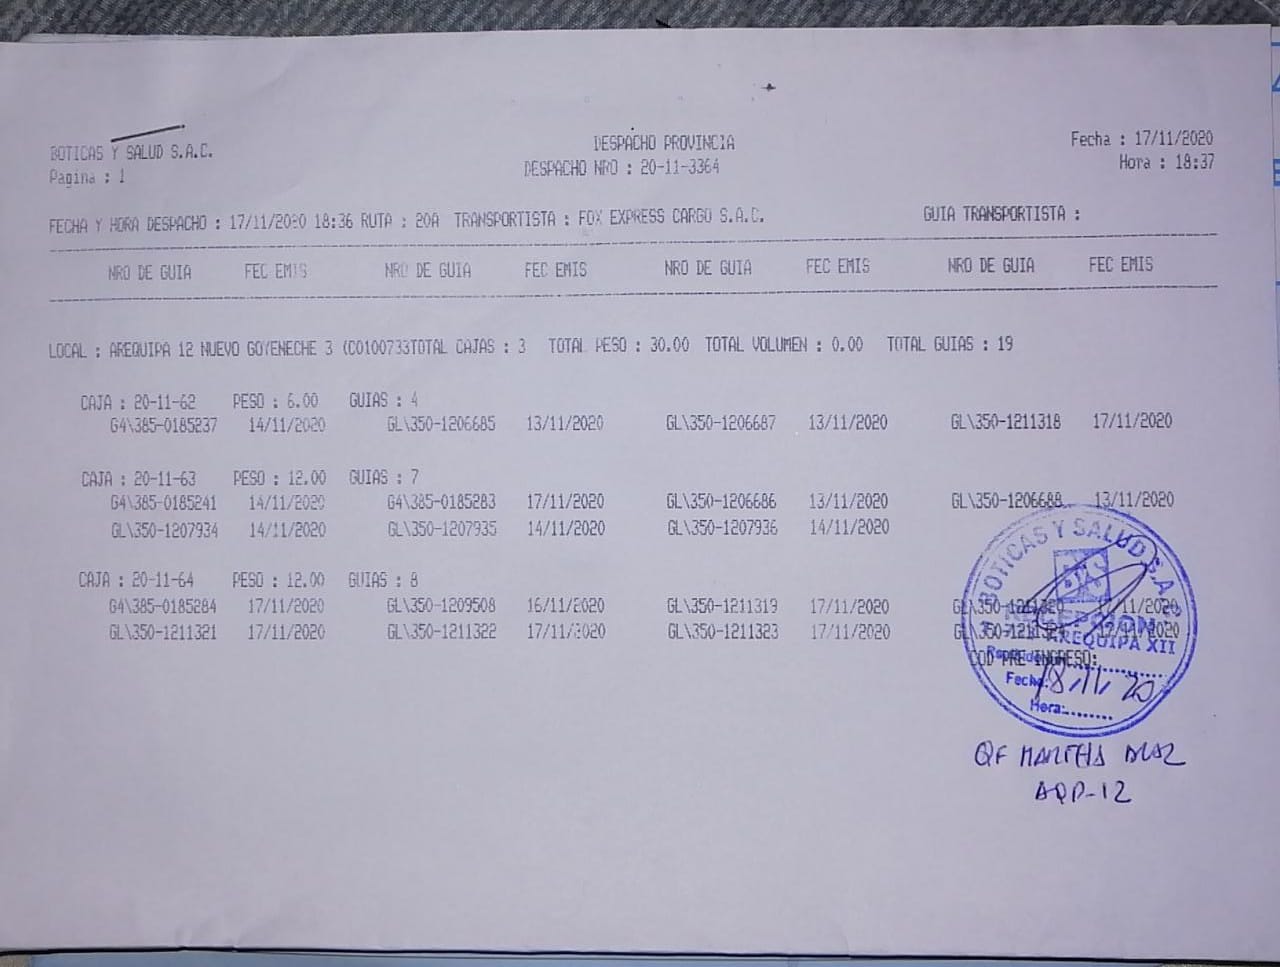 BOTICAS Y SALUD S.A.C.
Pagina : 1
DESPACHO PROVINCIA
DESPACHO NRO : 20-11-3364
Fecha : 17/11/2020
Hora : 18:37
FECHA Y HORA DESPACHO : 17/11/2020 18:36 RUTA : 20A TRANSPORTISTA : FOX EXPRESS CARGO S.A.C. GUIA TRANSPORTISTA :
NRO DE GUIA FEC EMIS NRO DE GUIA FEC EMIS NRO DE GUIA FEC EMIS NRO DE GUIA FEC EMIS
LOCAL : AREQUIPA 12 NUEVO GOYENECHE 3 (C0100733TOTAL CAJAS : 3 TOTAL PESO : 30.00 TOTAL VOLUMEN : 0.00 TOTAL GUIAS : 19
CAJA : 20-11-62 PESO : 6.00 GUIAS : 4
G4\385-0185237 14/11/2020 GL\350-1206685 13/11/2020 GL\350-1206687 13/11/2020 GL\350-1211318 17/11/2020
CAJA : 20-11-63 PESO : 12.00 GUIAS : 7
G4\385-0185241 14/11/2020 G4\385-0185283 17/11/2020 GL\350-1206686 13/11/2020 GL\350-1206688 13/11/2020
GL\350-1207934 14/11/2020 GL\350-1207935 14/11/2020 GL\350-1207936 14/11/2020
CAJA : 20-11-64 PESO : 12.00 GUIAS : 8
G4\385-0185284 17/11/2020 GL\350-1209508 16/11/2020 GL\350-1211319 17/11/2020 GL\350-1211320 17/11/2020
GL\350-1211321 17/11/2020 GL\350-1211322 17/11/2020 GL\350-1211323 17/11/2020 17/11/2020
COD PRE INGRESO:
BOTICAS Y SALUD S.A.C.
RECEPCION
AREQUIPA XII
Fecha: 18/11/20
Hora:........
QF MARTHA DIAZ
AQP-12